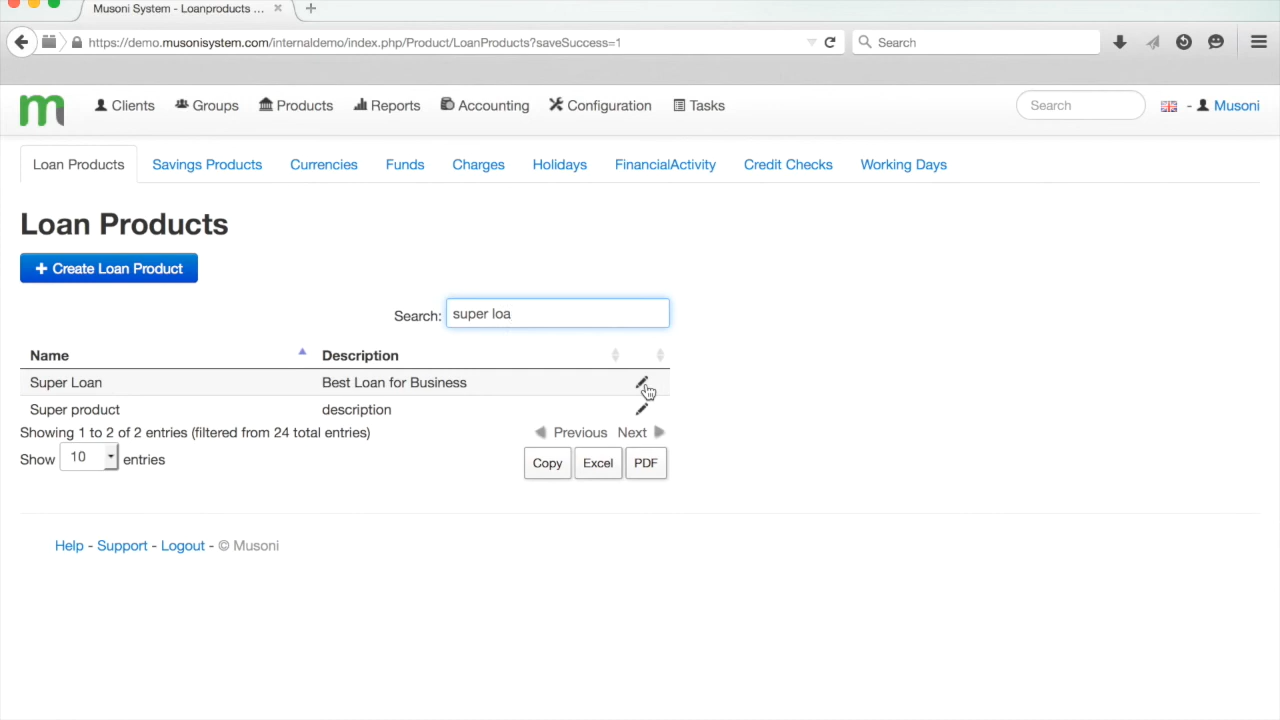 Musoni System - Loanproducts ...
https://demo.musonisystem.com/internaldemo/index.php/Product/LoanProducts?saveSuccess=1
Search
m Clients Groups Products Reports Accounting Configuration Tasks Search - Musoni
Loan Products Savings Products Currencies Funds Charges Holidays FinancialActivity Credit Checks Working Days
Loan Products
+ Create Loan Product
Search: super loa
Name Description
Super Loan Best Loan for Business
Super product description
Showing 1 to 2 of 2 entries (filtered from 24 total entries) Previous Next
Show 10 entries Copy Excel PDF
Help - Support - Logout - © Musoni